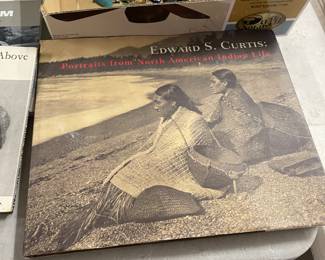 Above
EDWARD S. CURTIS:
Portraits from North American Indian Life